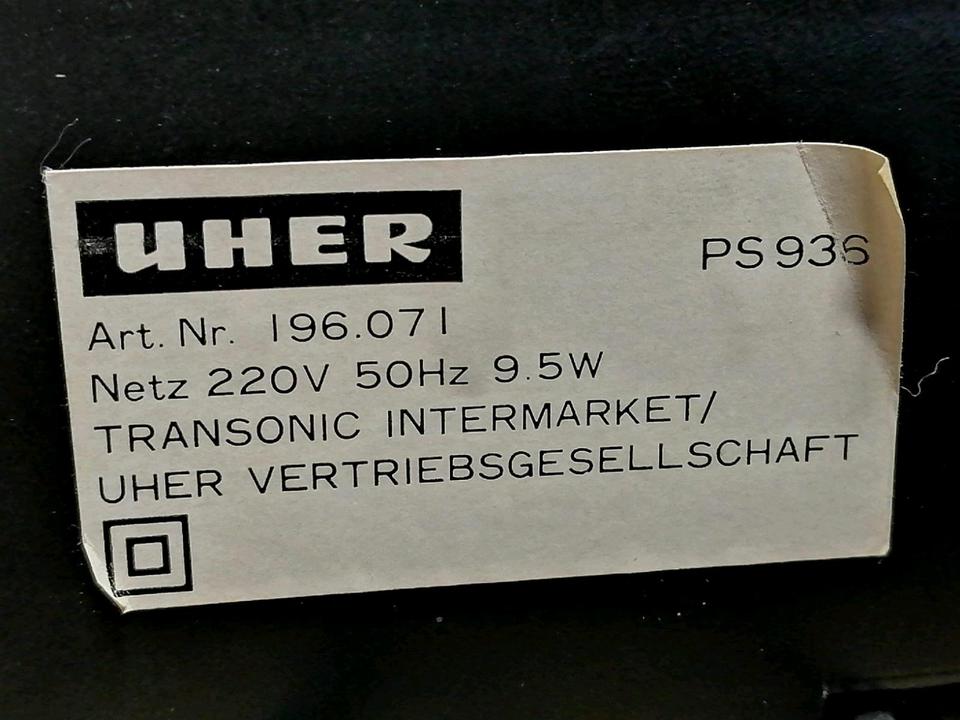 UHER
PS 936
Art. Nr. 196.071
Netz 220V 50Hz 9.5W
TRANSONIC INTERMARKET/
UHER VERTRIEBSGESELLSCHAFT